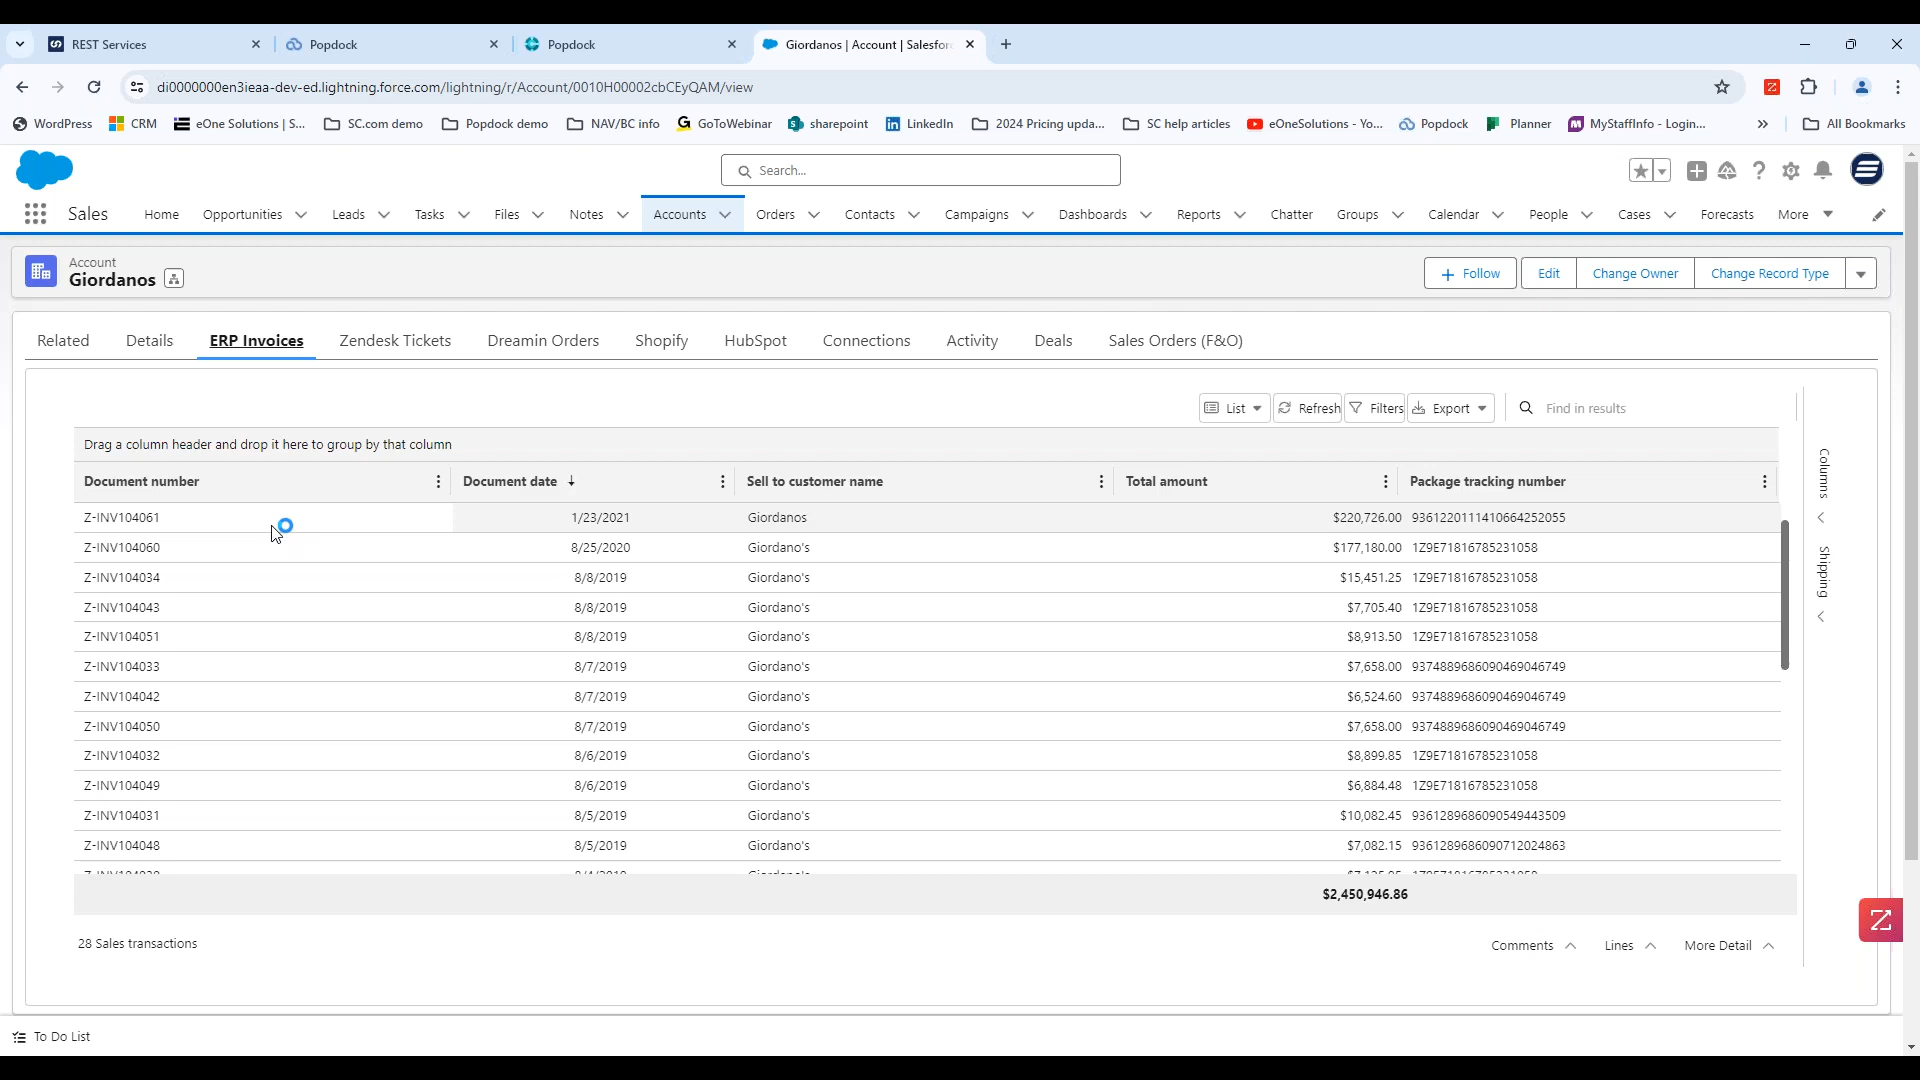 REST Services
Popdock
Popdock
Giordanos | Account | Salesforc
di0000000en3ieaa-dev-ed.lightning.force.com/lightning/r/Account/0010H00002cbCEyQAM/view
WordPress CRM eOne Solutions | S... SC.com demo Popdock demo NAV/BC info GoToWebinar sharepoint LinkedIn 2024 Pricing upda... SC help articles eOneSolutions - Yo... Popdock Planner MyStaffInfo - Login... » All Bookmarks
Search...
Sales Home Opportunities Leads Tasks Files Notes Accounts Orders Contacts Campaigns Dashboards Reports Chatter Groups Calendar People Cases Forecasts More
Account
Giordanos
+ Follow Edit Change Owner Change Record Type
Related Details ERP Invoices Zendesk Tickets Dreamin Orders Shopify HubSpot Connections Activity Deals Sales Orders (F&O)
List Refresh Filters Export Find in results
Drag a column header and drop it here to group by that column
Document number Document date Sell to customer name Total amount Package tracking number
Z-INV104061 1/23/2021 Giordanos $220,726.00 9361220111410664252055
Z-INV104060 8/25/2020 Giordano's $177,180.00 1Z9E71816785231058
Z-INV104034 8/8/2019 Giordano's $15,451.25 1Z9E71816785231058
Z-INV104043 8/8/2019 Giordano's $7,705.40 1Z9E71816785231058
Z-INV104051 8/8/2019 Giordano's $8,913.50 1Z9E71816785231058
Z-INV104033 8/7/2019 Giordano's $7,658.00 9374889686090469046749
Z-INV104042 8/7/2019 Giordano's $6,524.60 9374889686090469046749
Z-INV104050 8/7/2019 Giordano's $7,658.00 9374889686090469046749
Z-INV104032 8/6/2019 Giordano's $8,899.85 1Z9E71816785231058
Z-INV104049 8/6/2019 Giordano's $6,884.48 1Z9E71816785231058
Z-INV104031 8/5/2019 Giordano's $10,082.45 9361289686090549443509
Z-INV104048 8/5/2019 Giordano's $7,082.15 9361289686090712024863
$2,450,946.86
28 Sales transactions
Comments Lines More Detail
Columns
Shipping
To Do List